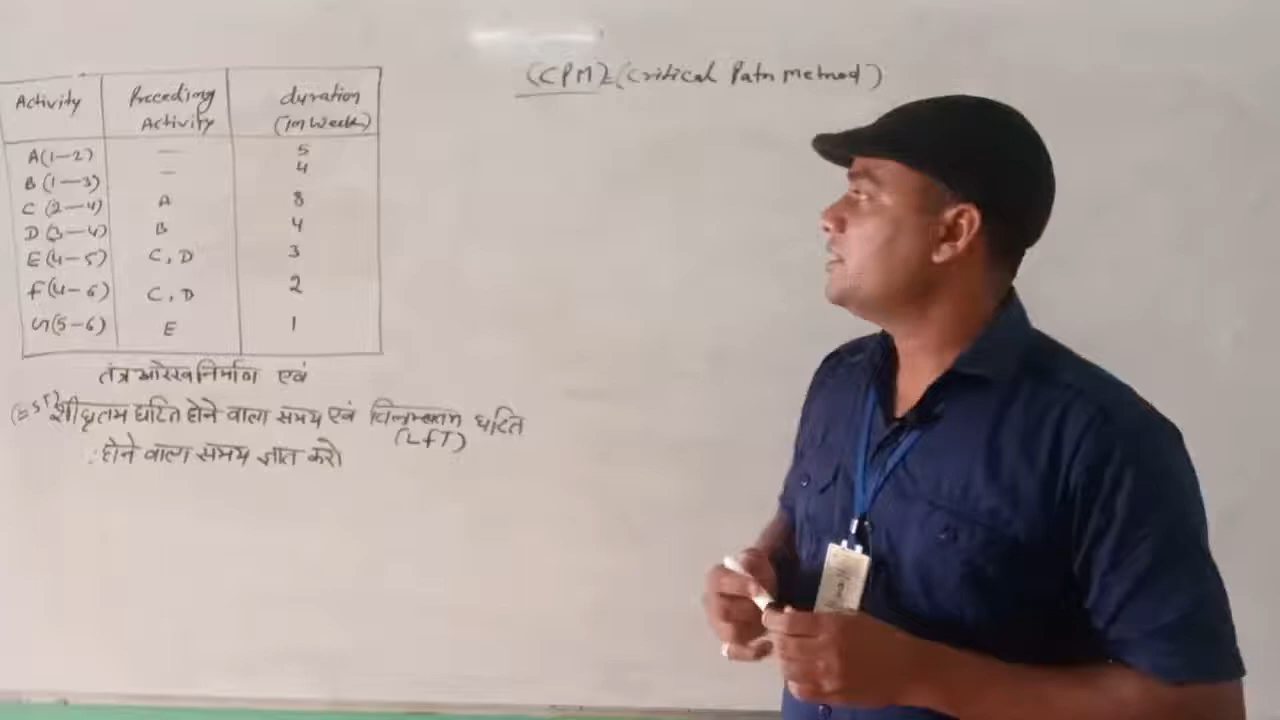 (CPM)-(Critical Path Method)
Activity | Preceding Activity | duration (In Week)
A(1-2) | — | 5
B(1-3) | — | 4
C(2-4) | A | 8
D(3-4) | B | 4
E(4-5) | C,D | 3
F(4-6) | C,D | 2
G(5-6) | E | 1
तंत्र आरेख निर्माण एवं
(EST) शीघ्रतम घटित होने वाला समय एवं विलम्बतम घटित
(LFT)
होने वाला समय ज्ञात करो